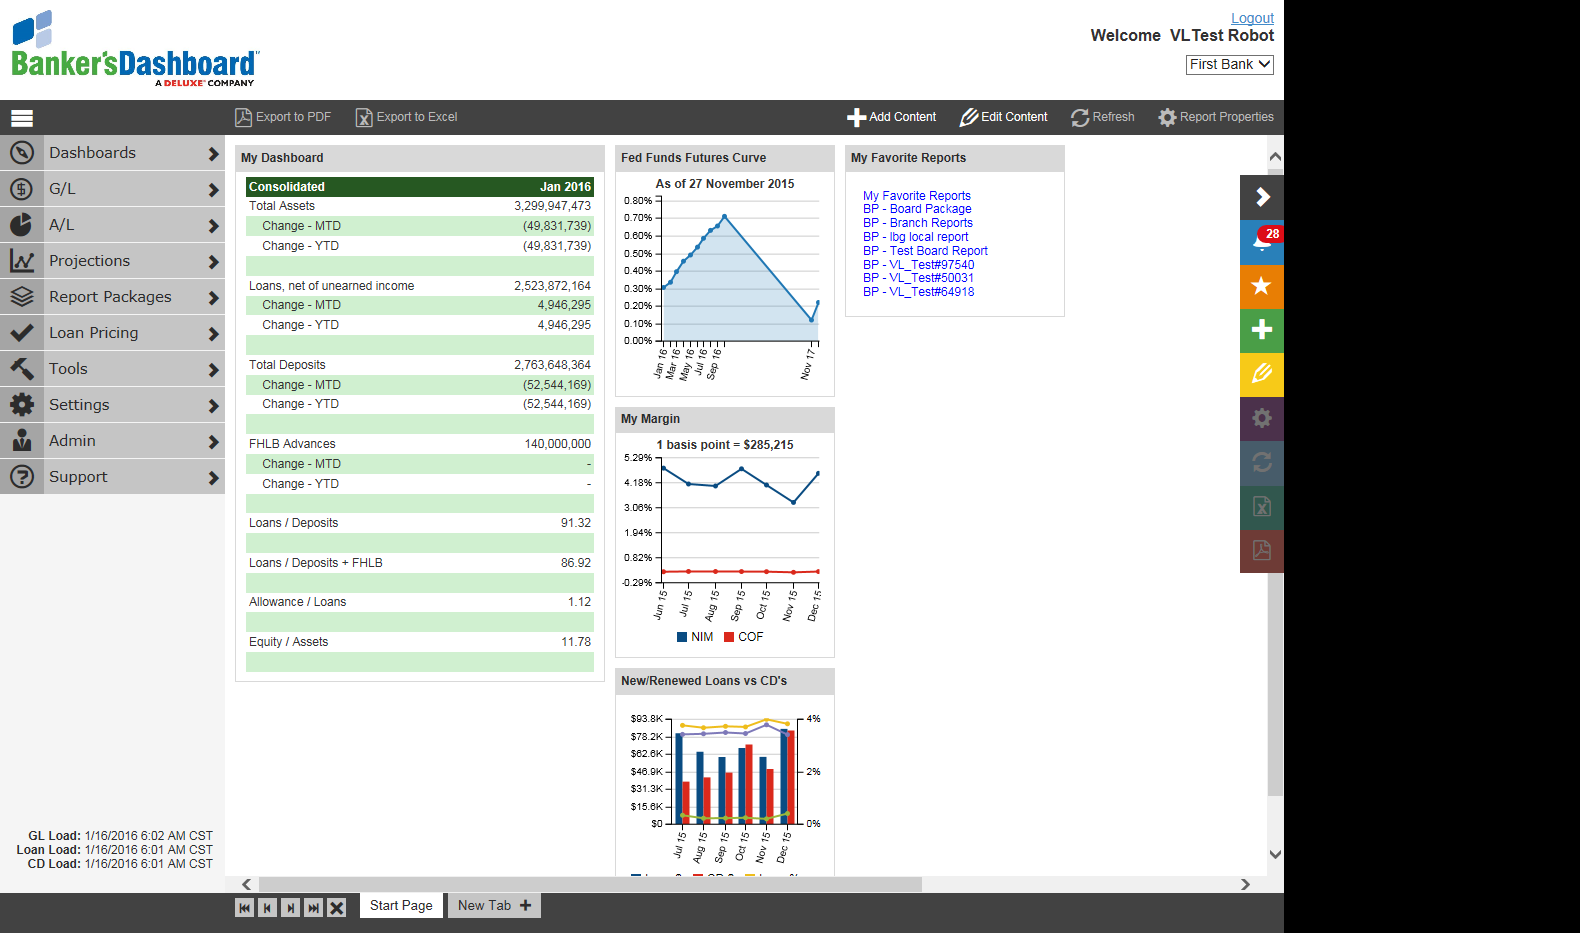 Logout
Welcome VLTest Robot
Banker'sDashboard
A DELUXE COMPANY
First Bank
Export to PDF
Export to Excel
Add Content
Edit Content
Refresh
Report Properties
Dashboards
G/L
A/L
Projections
Report Packages
Loan Pricing
Tools
Settings
Admin
Support
GL Load: 1/16/2016 6:02 AM CST
Loan Load: 1/16/2016 6:01 AM CST
CD Load: 1/16/2016 6:01 AM CST
My Dashboard
Consolidated Jan 2016
Total Assets 3,299,947,473
Change - MTD (49,831,739)
Change - YTD (49,831,739)
Loans, net of unearned income 2,523,872,164
Change - MTD 4,946,295
Change - YTD 4,946,295
Total Deposits 2,763,648,364
Change - MTD (52,544,169)
Change - YTD (52,544,169)
FHLB Advances 140,000,000
Change - MTD -
Change - YTD -
Loans / Deposits 91.32
Loans / Deposits + FHLB 86.92
Allowance / Loans 1.12
Equity / Assets 11.78
Fed Funds Futures Curve
As of 27 November 2015
0.80%
0.70%
0.60%
0.50%
0.40%
0.30%
0.20%
0.10%
0.00%
Jan 16
Mar 16
May 16
Jul 16
Sep 16
Nov 17
My Margin
1 basis point = $285,215
5.29%
4.18%
3.06%
1.94%
0.82%
-0.29%
Jun 15
Jul 15
Aug 15
Sep 15
Oct 15
Nov 15
Dec 15
NIM COF
New/Renewed Loans vs CD's
$93.8K 4%
$78.2K
$62.6K
$46.9K 2%
$31.3K
$15.6K
$0 0%
Jul 15
Aug 15
Sep 15
Oct 15
Nov 15
Dec 15
My Favorite Reports
My Favorite Reports
BP - Board Package
BP - Branch Reports
BP - lbg local report
BP - Test Board Report
BP - VL_Test#97540
BP - VL_Test#50031
BP - VL_Test#64918
28
Start Page
New Tab